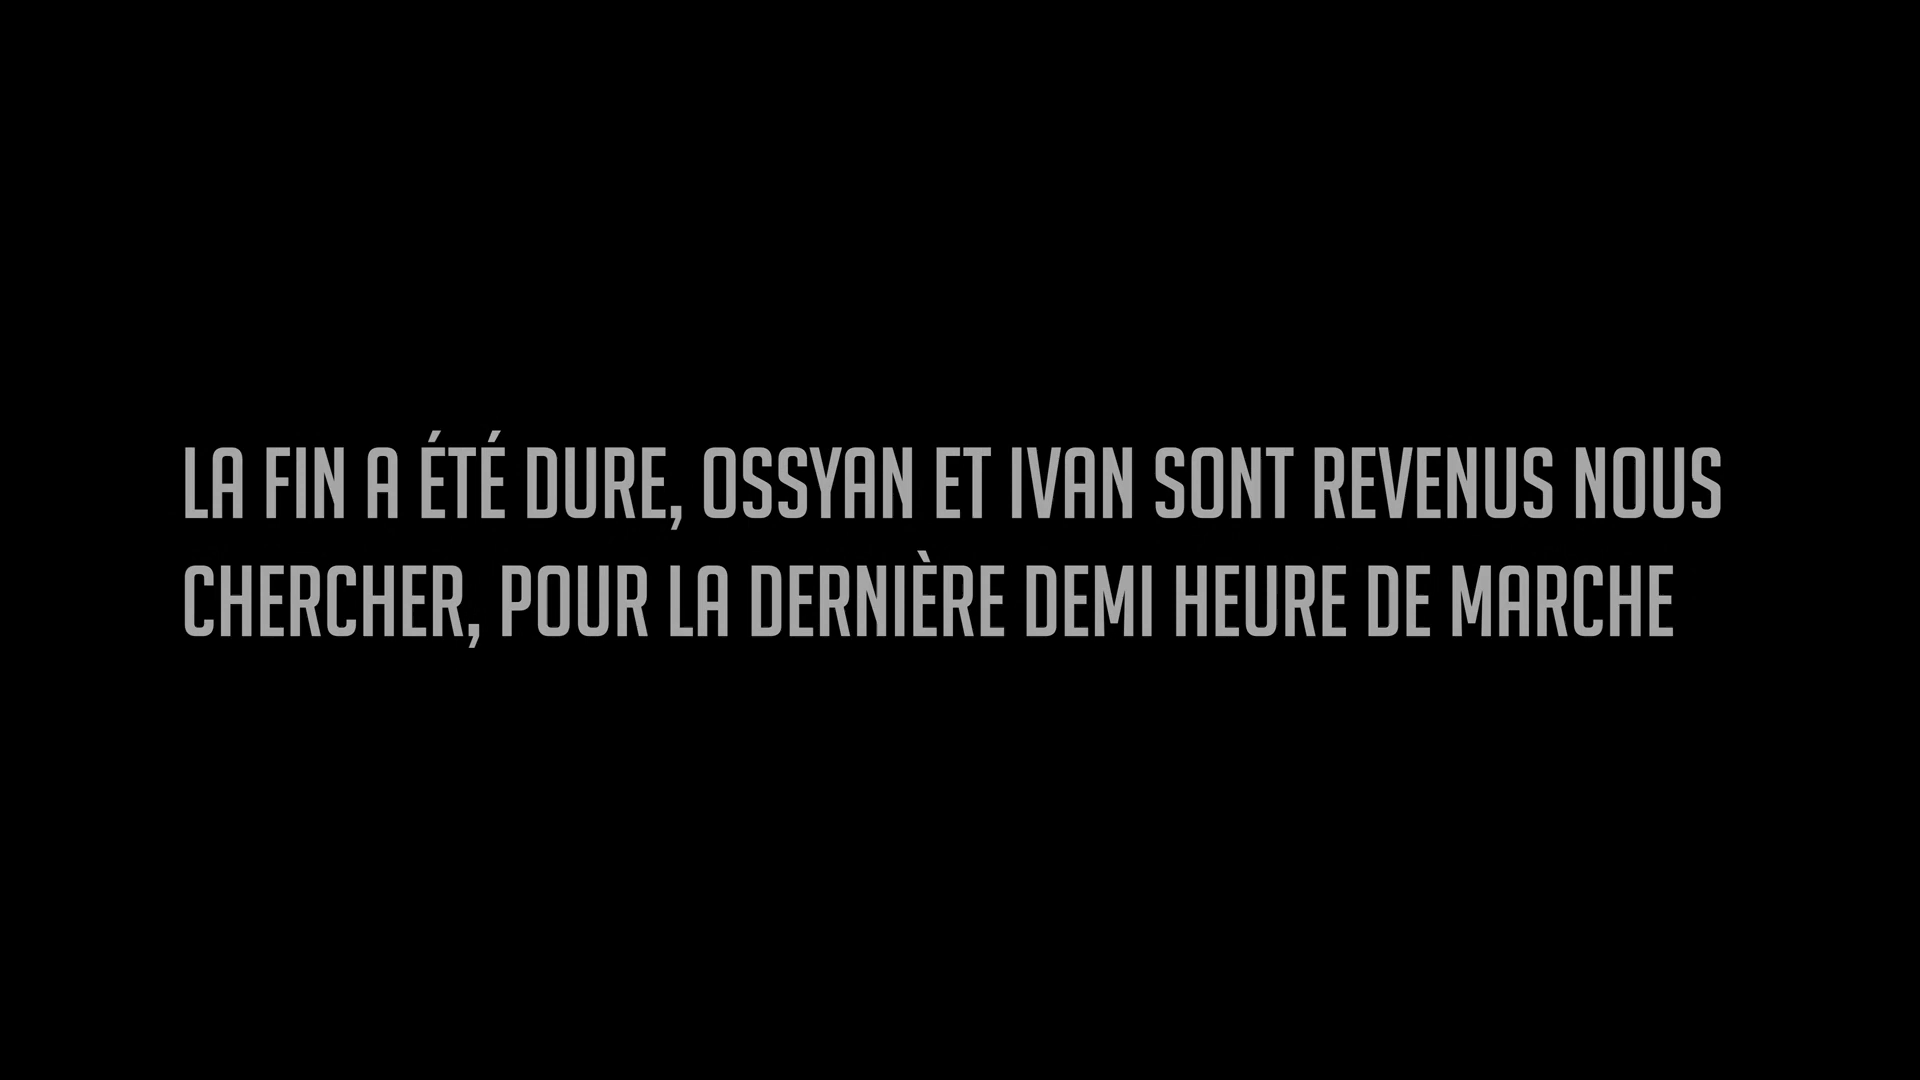 LA FIN A ÉTÉ DURE, OSSYAN ET IVAN SONT REVENUS NOUS
CHERCHER, POUR LA DERNIÈRE DEMI HEURE DE MARCHE